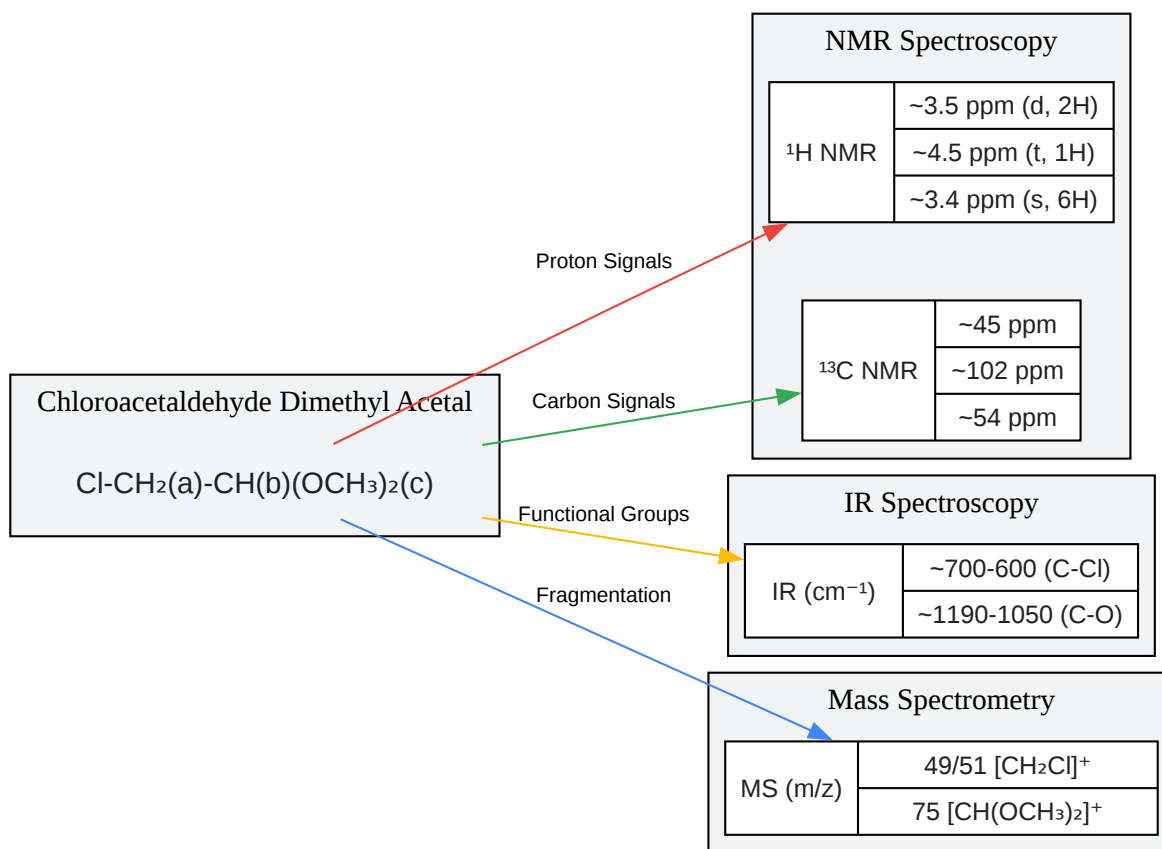 NMR Spectroscopy
¹H NMR
~3.5 ppm (d, 2H)
~4.5 ppm (t, 1H)
~3.4 ppm (s, 6H)
Proton Signals
¹³C NMR
~45 ppm
~102 ppm
~54 ppm
Chloroacetaldehyde Dimethyl Acetal
Cl-CH₂(a)-CH(b)(OCH₃)₂(c)
Carbon Signals
Functional Groups
Fragmentation
IR Spectroscopy
IR (cm⁻¹)
~700-600 (C-Cl)
~1190-1050 (C-O)
Mass Spectrometry
MS (m/z)
49/51 [CH₂Cl]⁺
75 [CH(OCH₃)₂]⁺